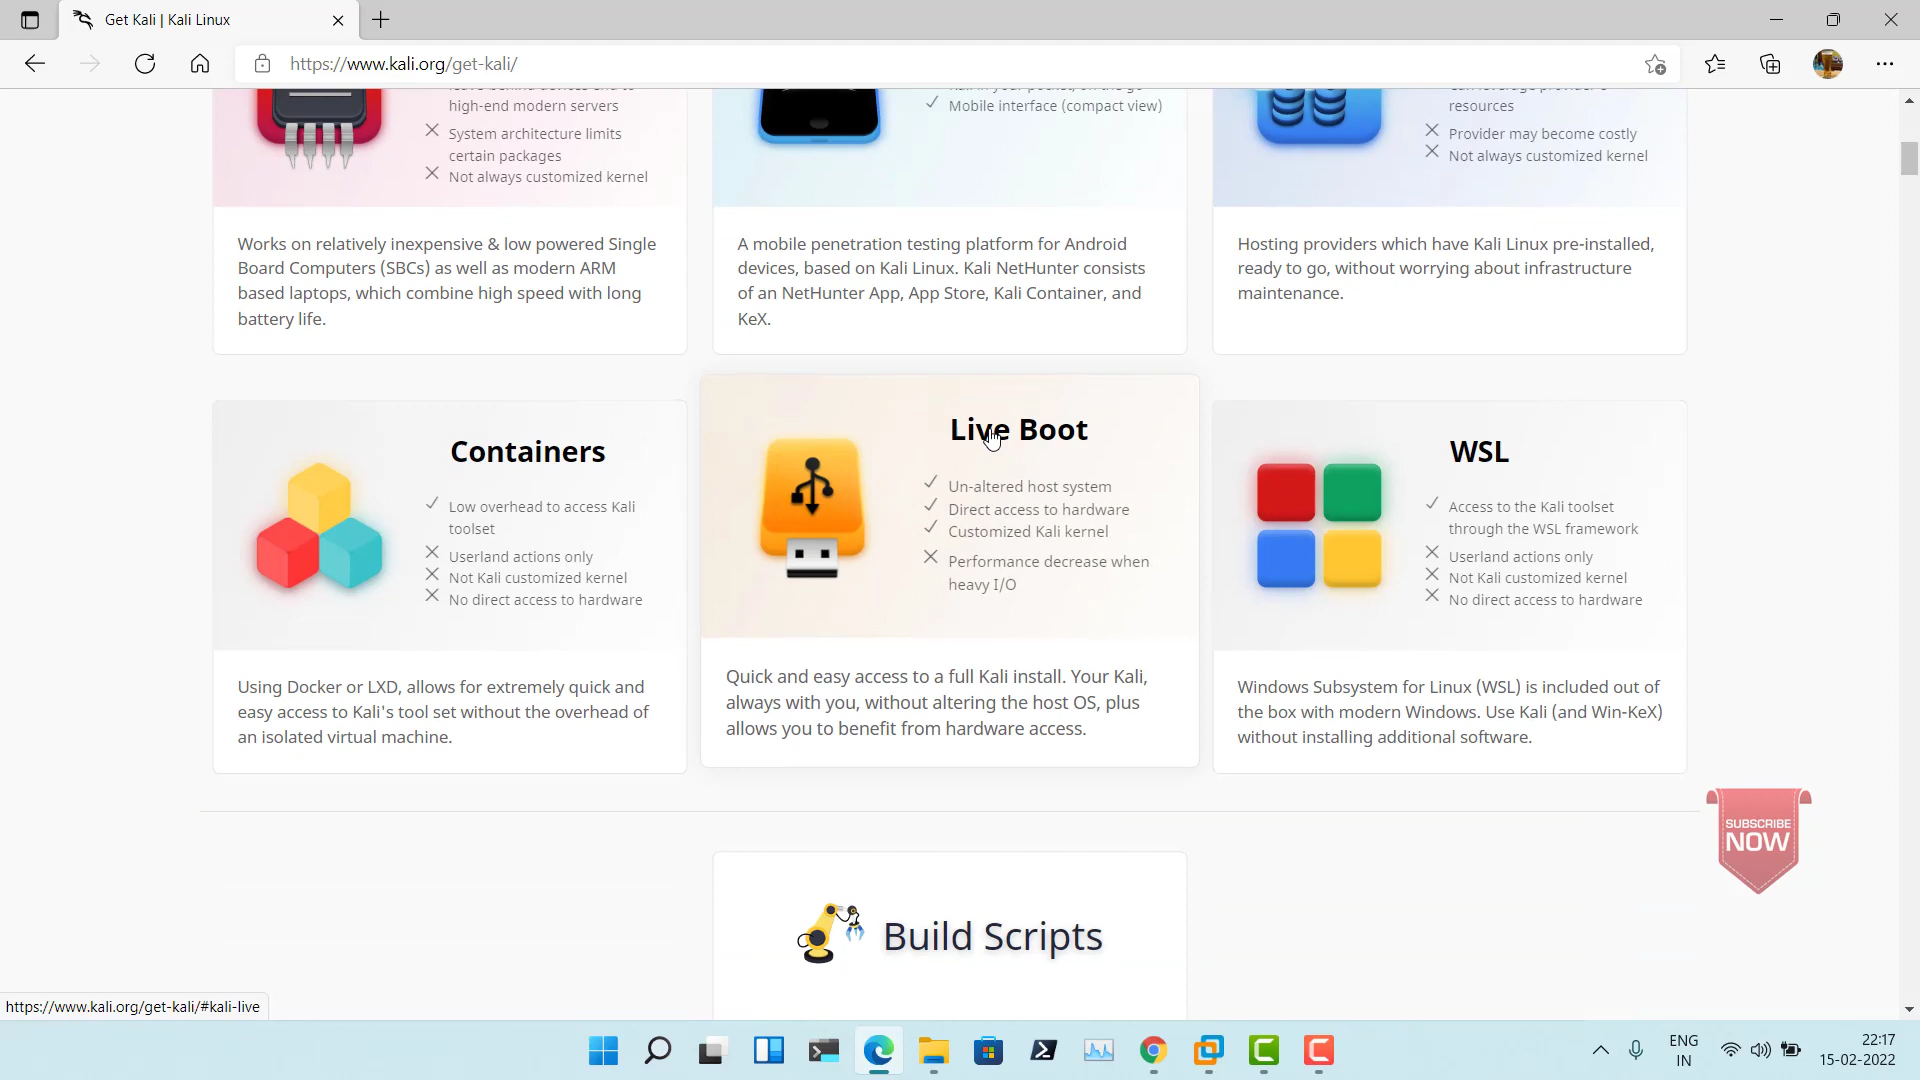 Get Kali | Kali Linux
https://www.kali.org/get-kali/
high-end modern servers
System architecture limits
certain packages
Not always customized kernel
Works on relatively inexpensive & low powered Single
Board Computers (SBCs) as well as modern ARM
based laptops, which combine high speed with long
battery life.
Mobile interface (compact view)
A mobile penetration testing platform for Android
devices, based on Kali Linux. Kali NetHunter consists
of an NetHunter App, App Store, Kali Container, and
KeX.
resources
Provider may become costly
Not always customized kernel
Hosting providers which have Kali Linux pre-installed,
ready to go, without worrying about infrastructure
maintenance.
Containers
Low overhead to access Kali
toolset
Userland actions only
Not Kali customized kernel
No direct access to hardware
Using Docker or LXD, allows for extremely quick and
easy access to Kali's tool set without the overhead of
an isolated virtual machine.
Live Boot
Un-altered host system
Direct access to hardware
Customized Kali kernel
Performance decrease when
heavy I/O
Quick and easy access to a full Kali install. Your Kali,
always with you, without altering the host OS, plus
allows you to benefit from hardware access.
WSL
Access to the Kali toolset
through the WSL framework
Userland actions only
Not Kali customized kernel
No direct access to hardware
Windows Subsystem for Linux (WSL) is included out of
the box with modern Windows. Use Kali (and Win-KeX)
without installing additional software.
SUBSCRIBE
NOW
Build Scripts
https://www.kali.org/get-kali/#kali-live
ENG
IN
22:17
15-02-2022